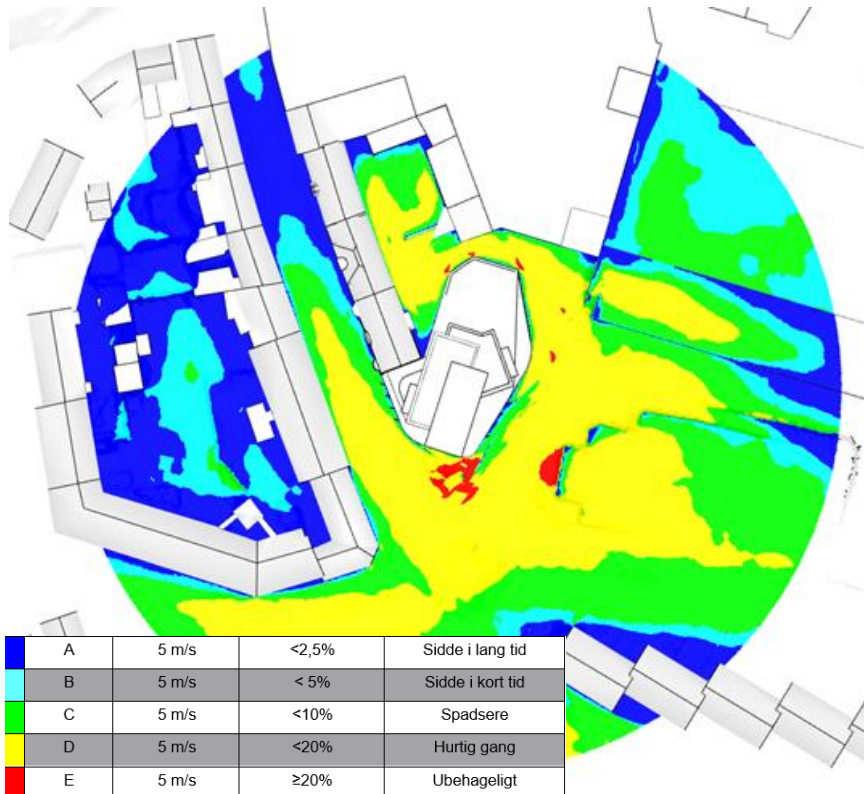 A 5 m/s <2,5% Sidde i lang tid
B 5 m/s < 5% Sidde i kort tid
C 5 m/s <10% Spadsere
D 5 m/s <20% Hurtig gang
E 5 m/s ≥20% Ubehageligt